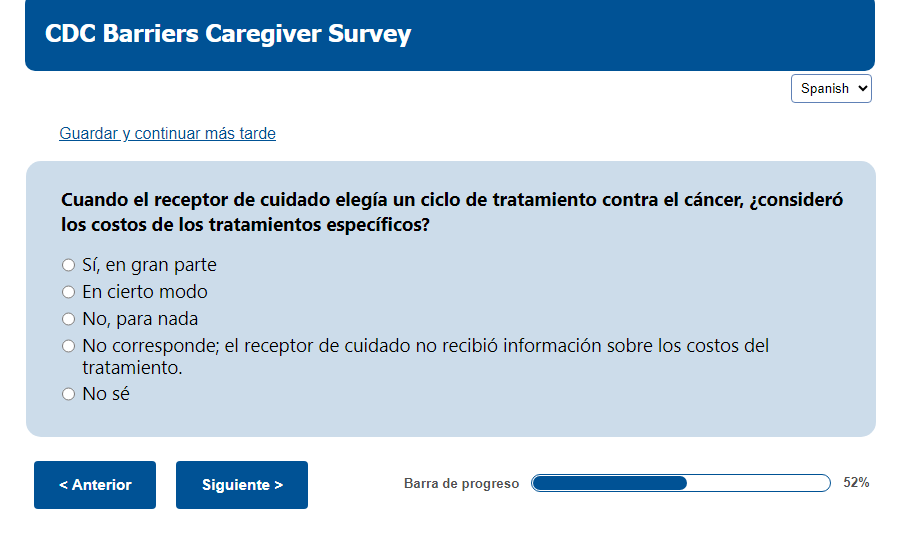 CDC Barriers Caregiver Survey
Spanish
Guardar y continuar más tarde
Cuando el receptor de cuidado elegía un ciclo de tratamiento contra el cáncer, ¿consideró
los costos de los tratamientos específicos?
Sí, en gran parte
En cierto modo
No, para nada
No corresponde; el receptor de cuidado no recibió información sobre los costos del
tratamiento.
No sé
< Anterior
Siguiente >
Barra de progreso
52%